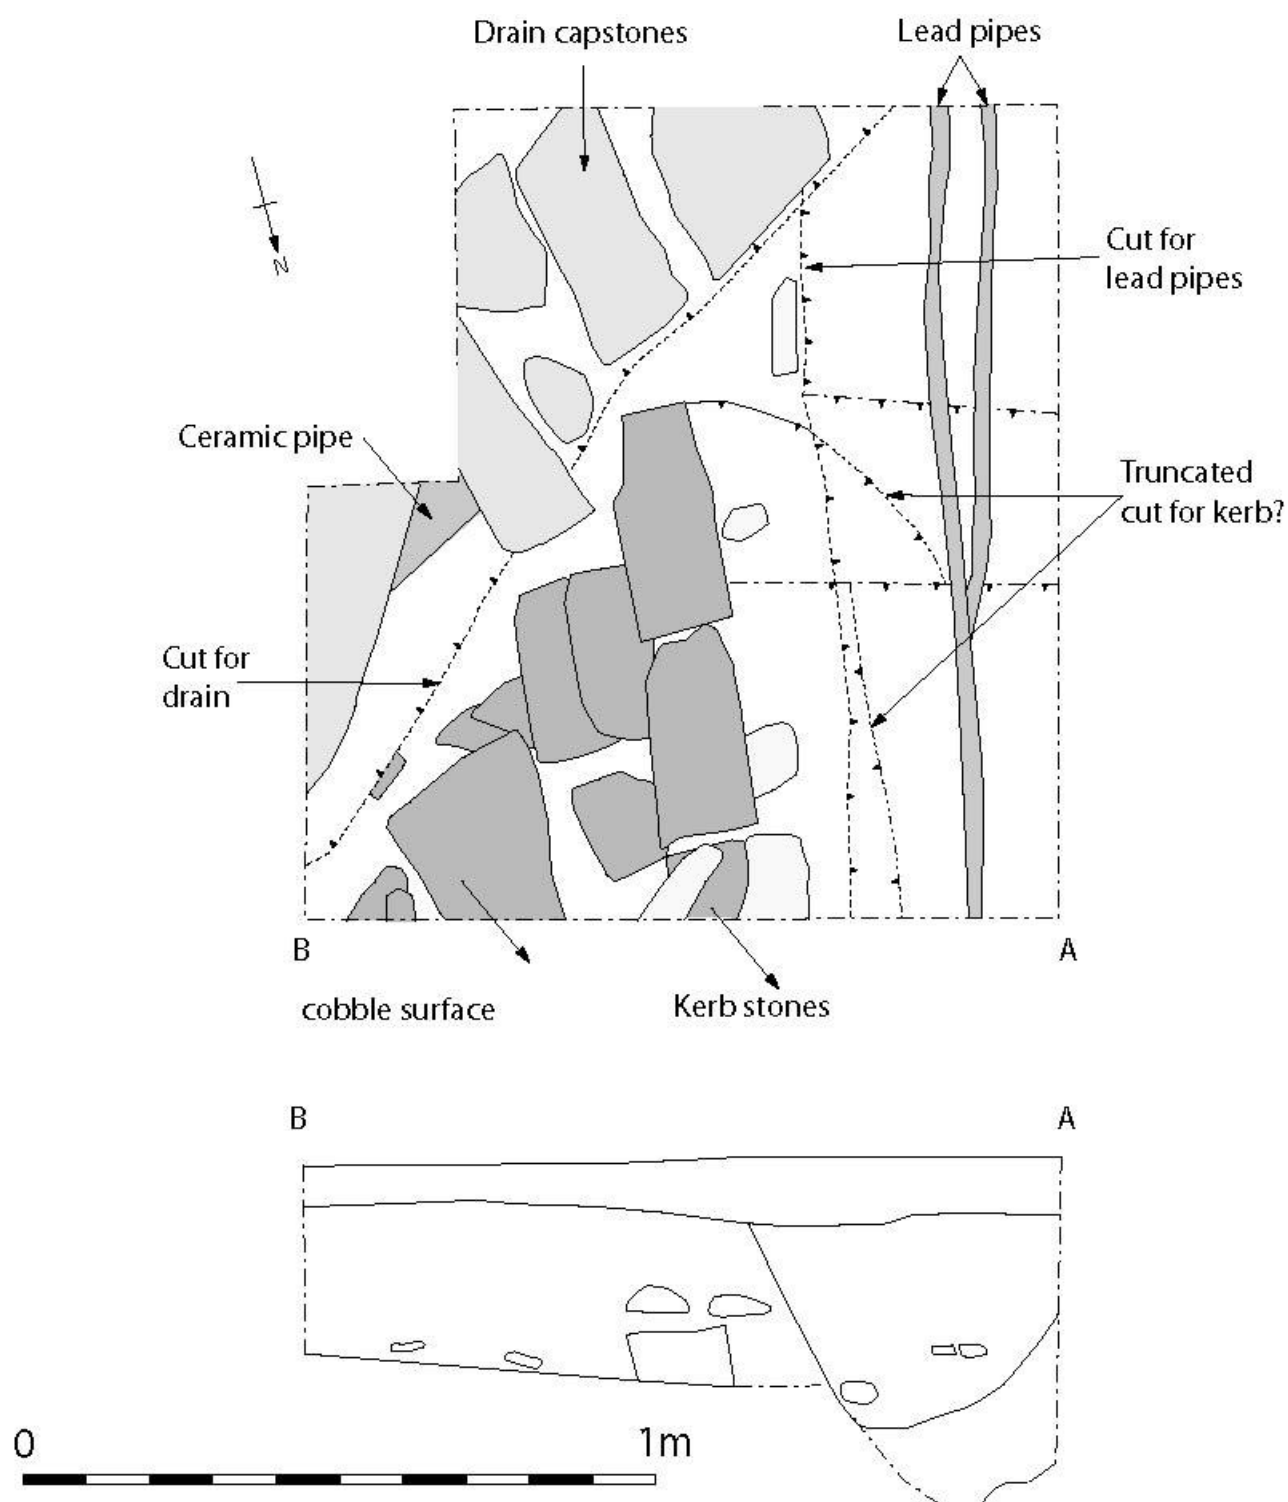 Drain capstones
Lead pipes
N
Cut for
lead pipes
Ceramic pipe
Truncated
cut for kerb?
Cut for
drain
B
A
cobble surface
Kerb stones
B
A
0
1m